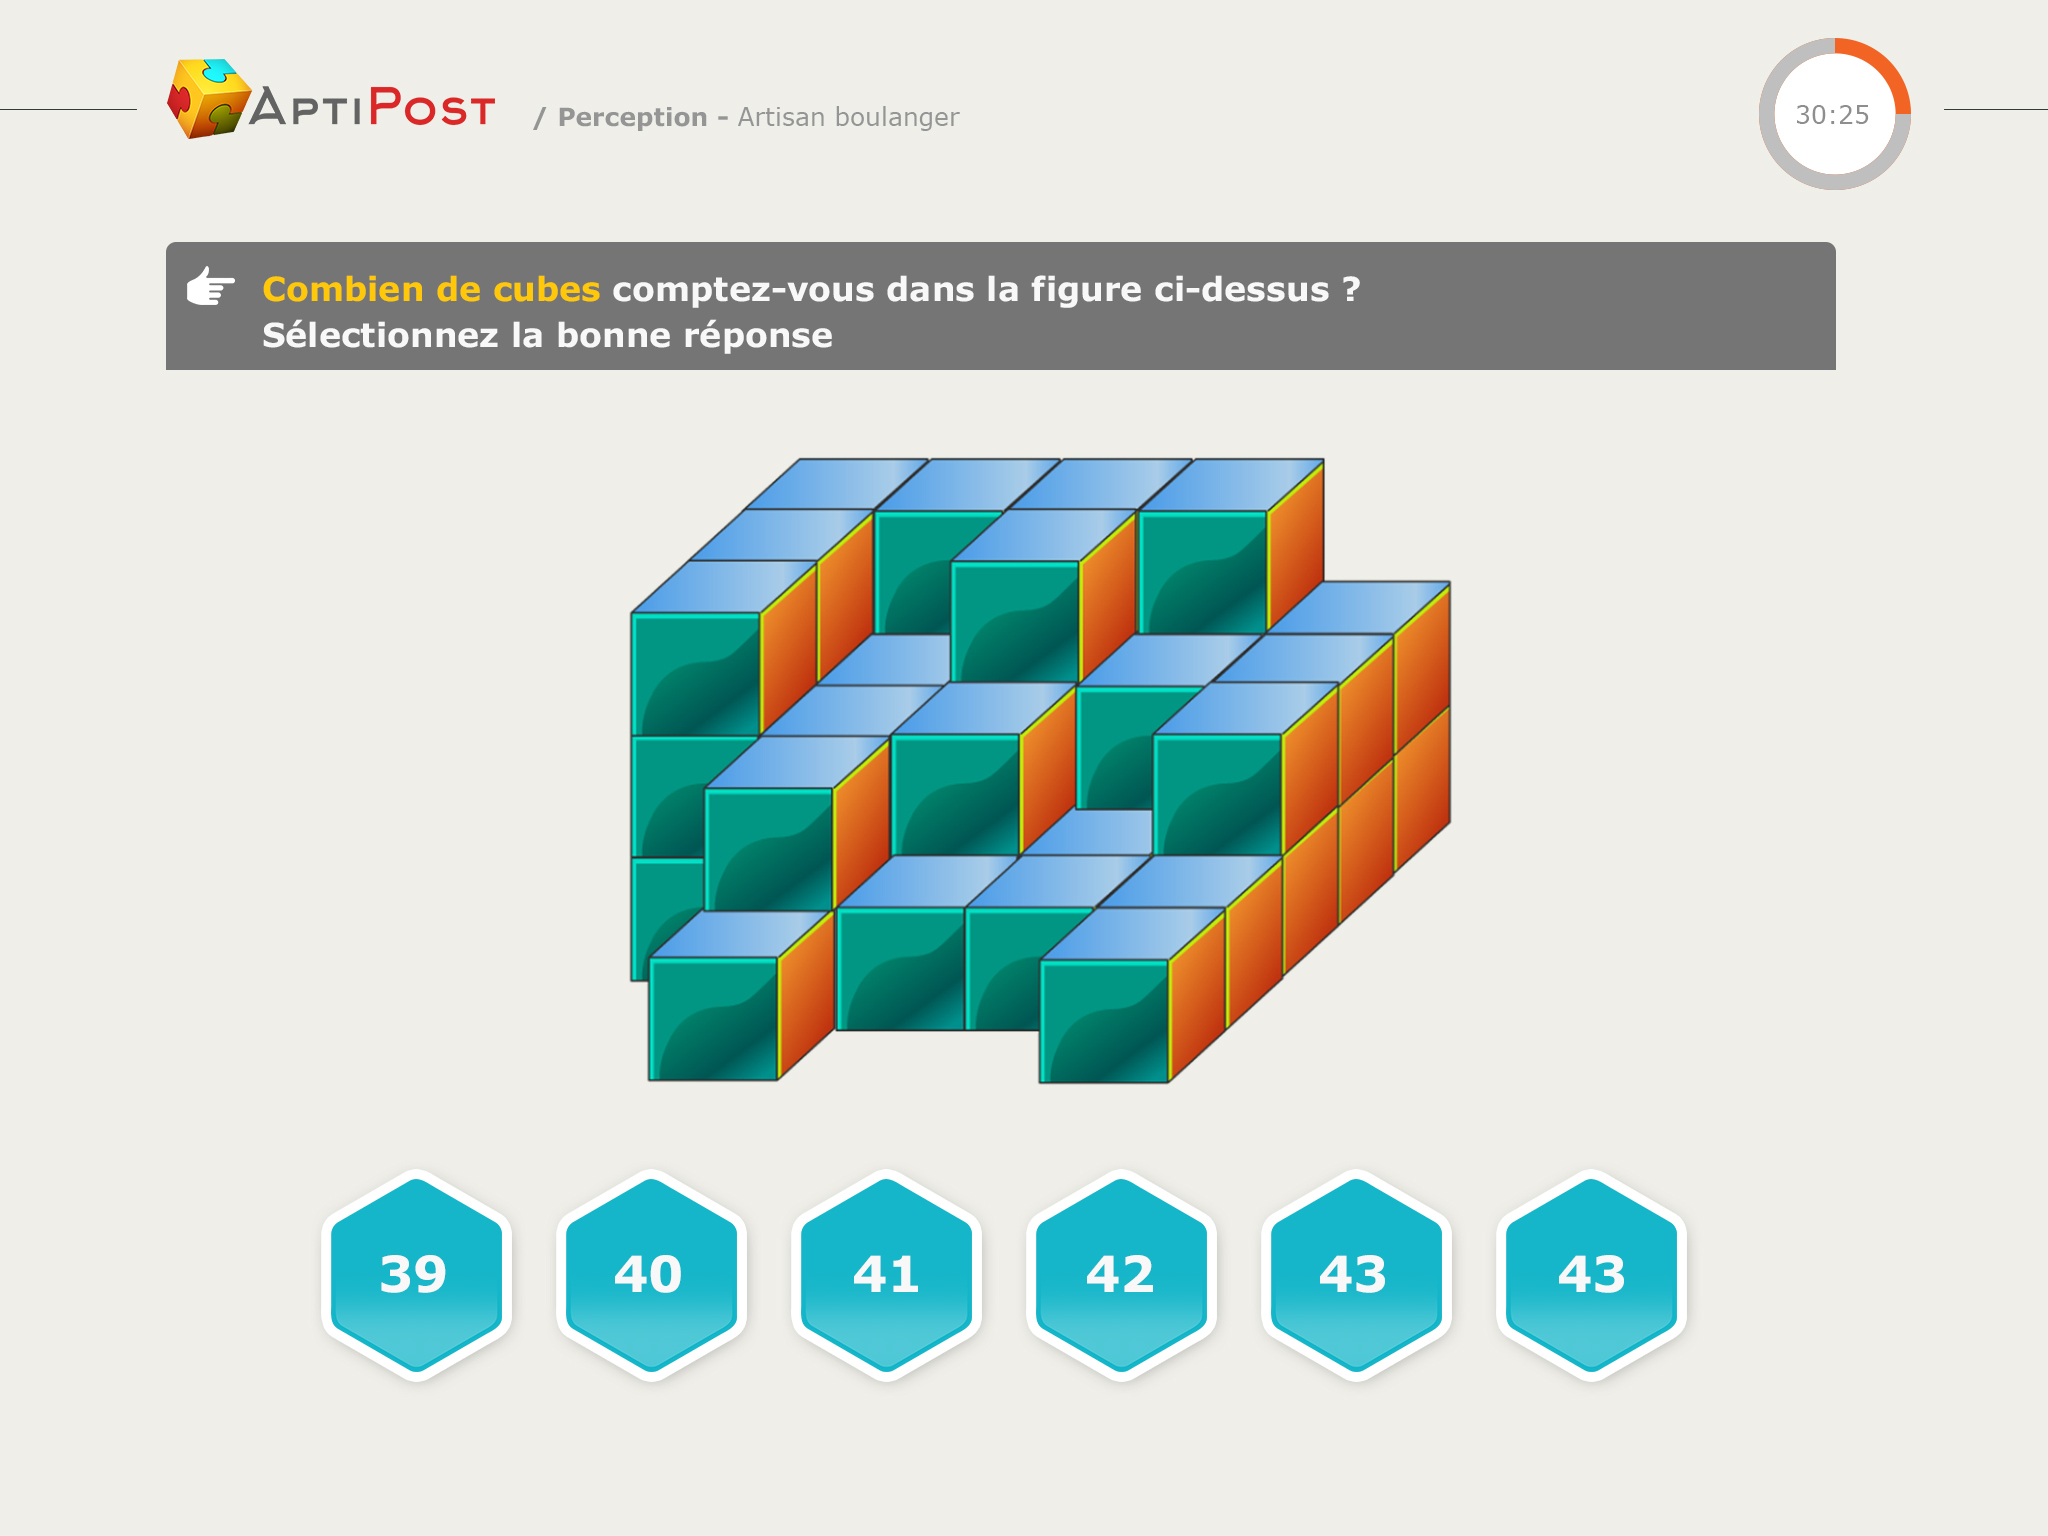 APTIPOST / Perception - Artisan boulanger
30:25
Combien de cubes comptez-vous dans la figure ci-dessus ?
Sélectionnez la bonne réponse
39 40 41 42 43 43